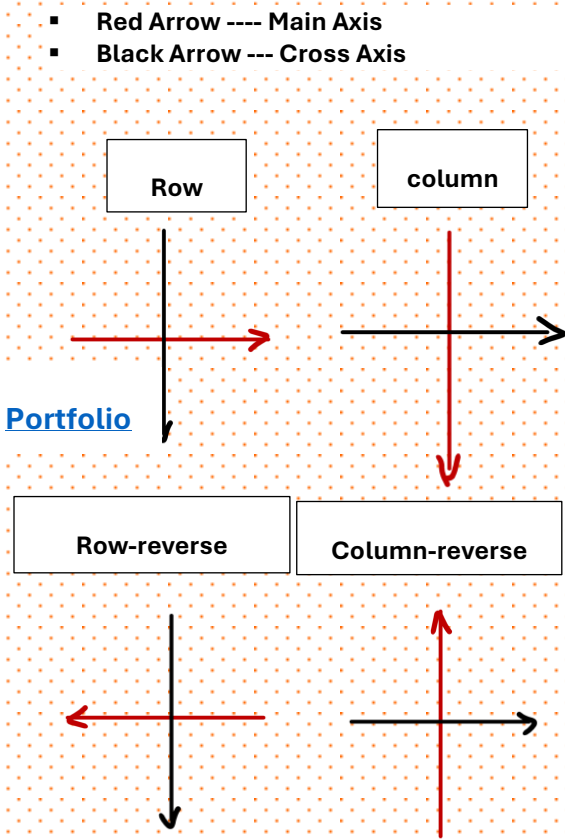 ▪ Red Arrow ---- Main Axis
▪ Black Arrow --- Cross Axis
Row
column
Portfolio
Row-reverse
Column-reverse